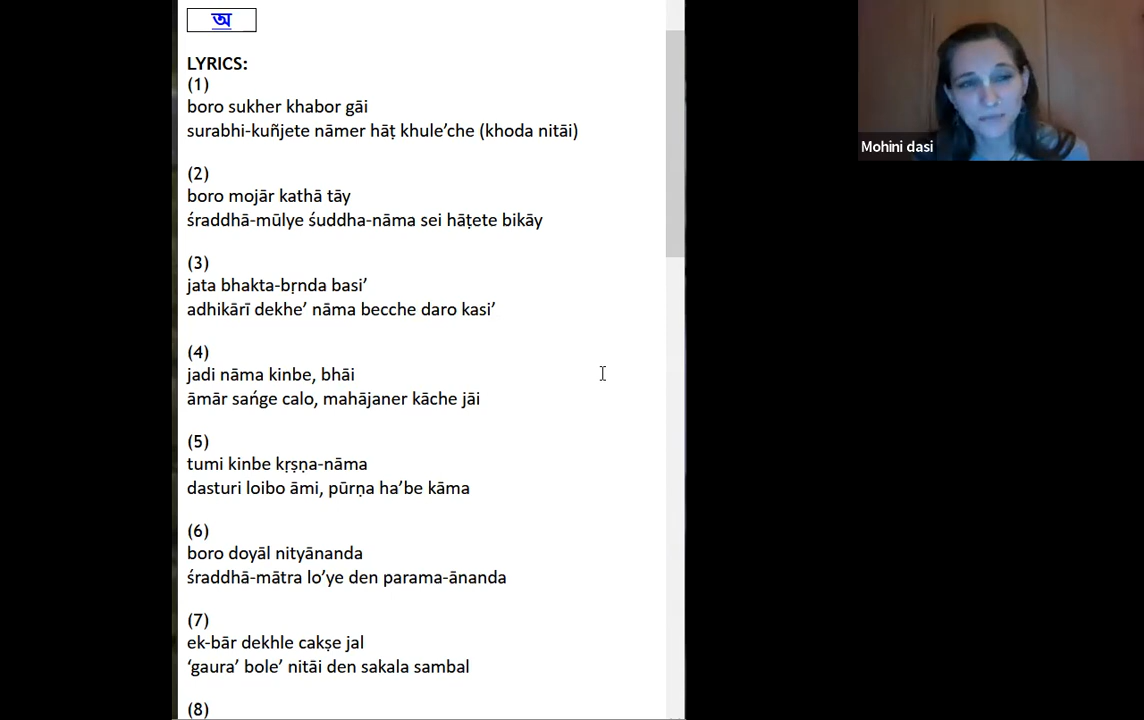 অ
LYRICS:
(1)
boro sukher khabor gāi
surabhi-kuñjete nāmer hāṭ khule’che (khoda nitāi)
(2)
boro mojār kathā tāy
śraddhā-mūlye śuddha-nāma sei hāṭete bikāy
(3)
jata bhakta-bṛnda basi’
adhikārī dekhe’ nāma becche daro kasi’
(4)
jadi nāma kinbe, bhāi
āmār sańge calo, mahājaner kāche jāi
(5)
tumi kinbe kṛṣṇa-nāma
dasturi loibo āmi, pūrṇa ha’be kāma
(6)
boro doyāl nityānanda
śraddhā-mātra lo’ye den parama-ānanda
(7)
ek-bār dekhle cakṣe jal
‘gaura’ bole’ nitāi den sakala sambal
(8)
Mohini dasi